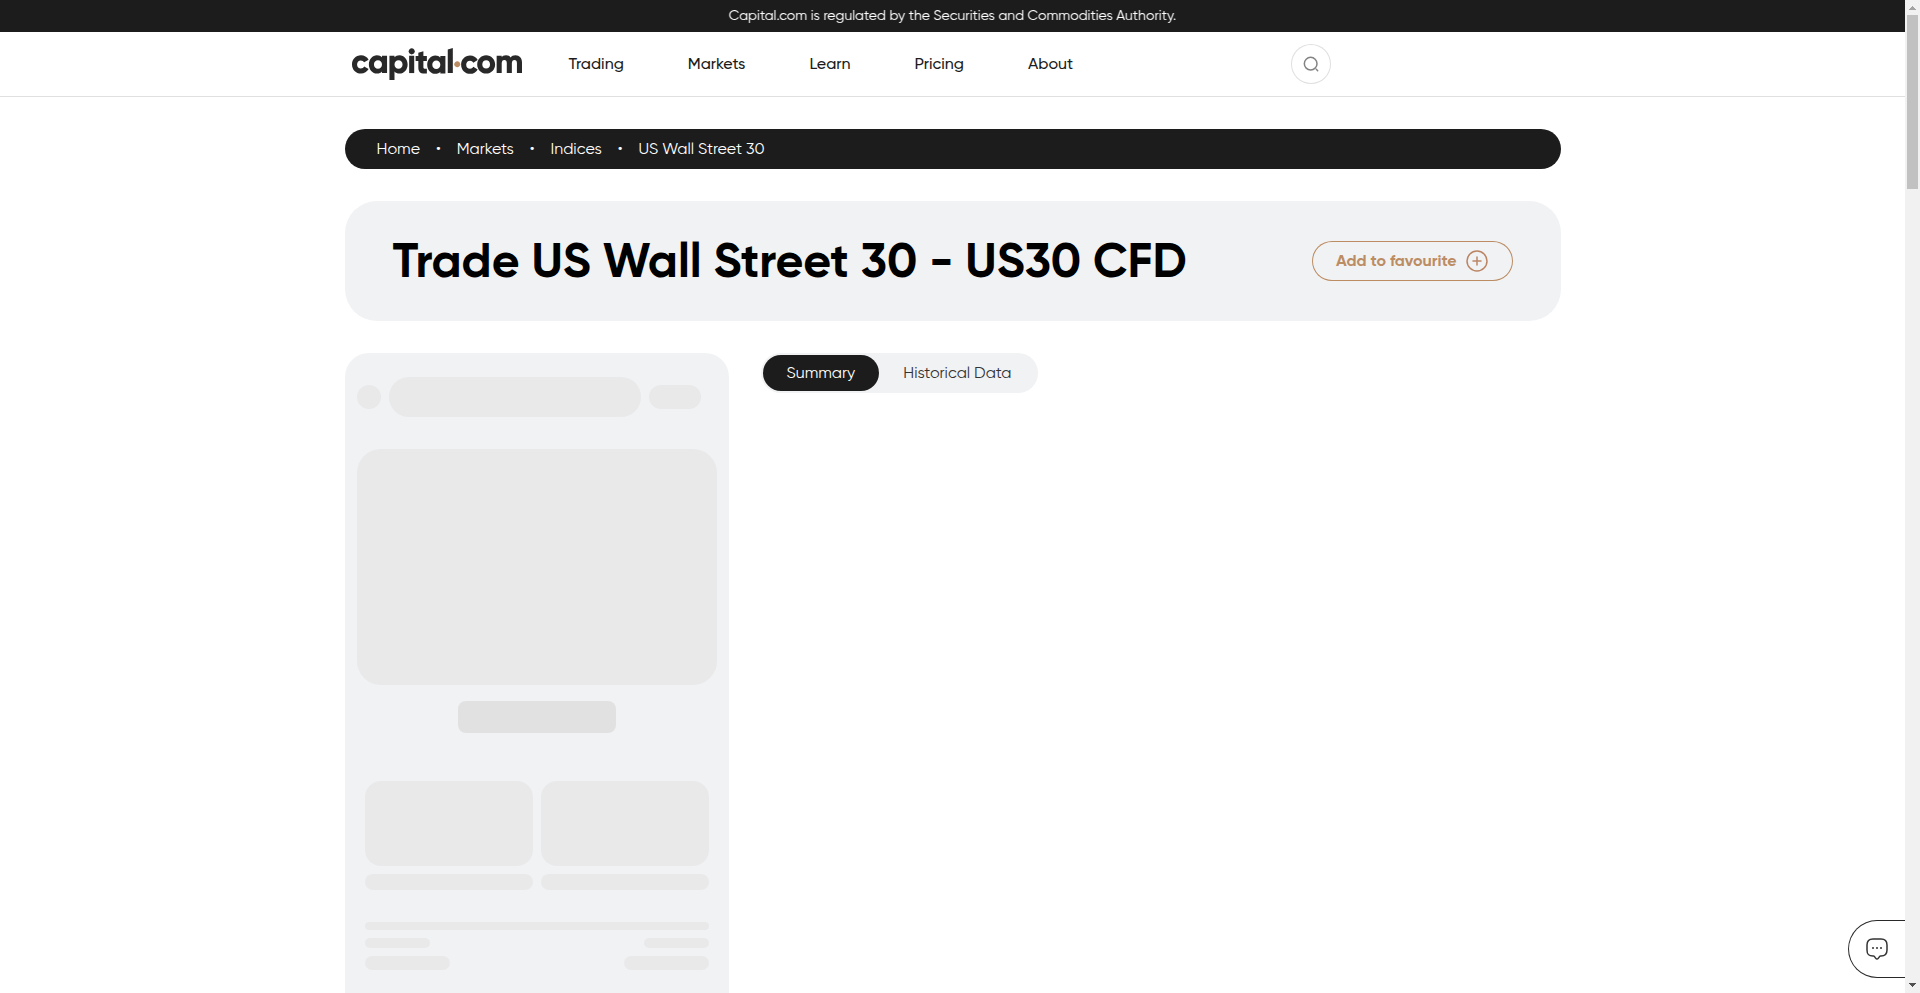 Capital.com is regulated by the Securities and Commodities Authority.
capital.com
Trading Markets Learn Pricing About
Home • Markets • Indices • US Wall Street 30
Trade US Wall Street 30 - US30 CFD
Add to favourite
Summary Historical Data